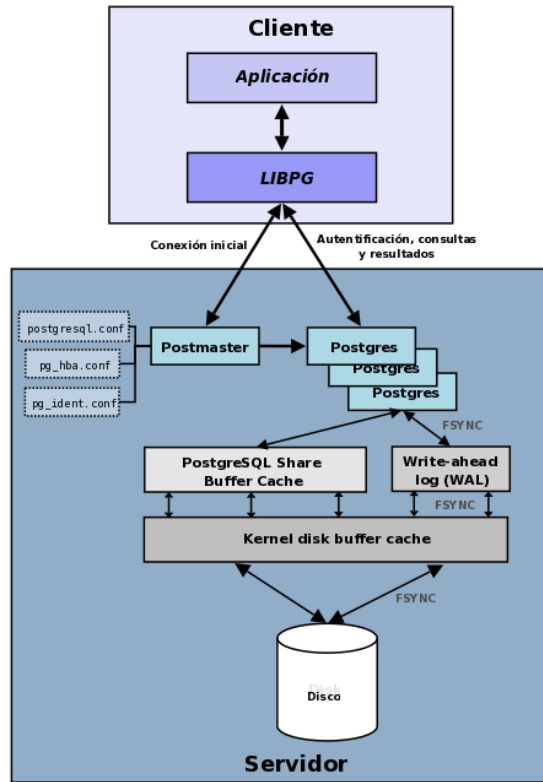 Cliente
Aplicación
LIBPG
Conexión inicial
Autentificación, consultas
y resultados
postgresql.conf
pg_hba.conf
pg_ident.conf
Postmaster
Postgres
Postgres
Postgres
FSYNC
PostgreSQL Share
Buffer Cache
Write-ahead
log (WAL)
FSYNC
Kernel disk buffer cache
FSYNC
Disk
Disco
Servidor